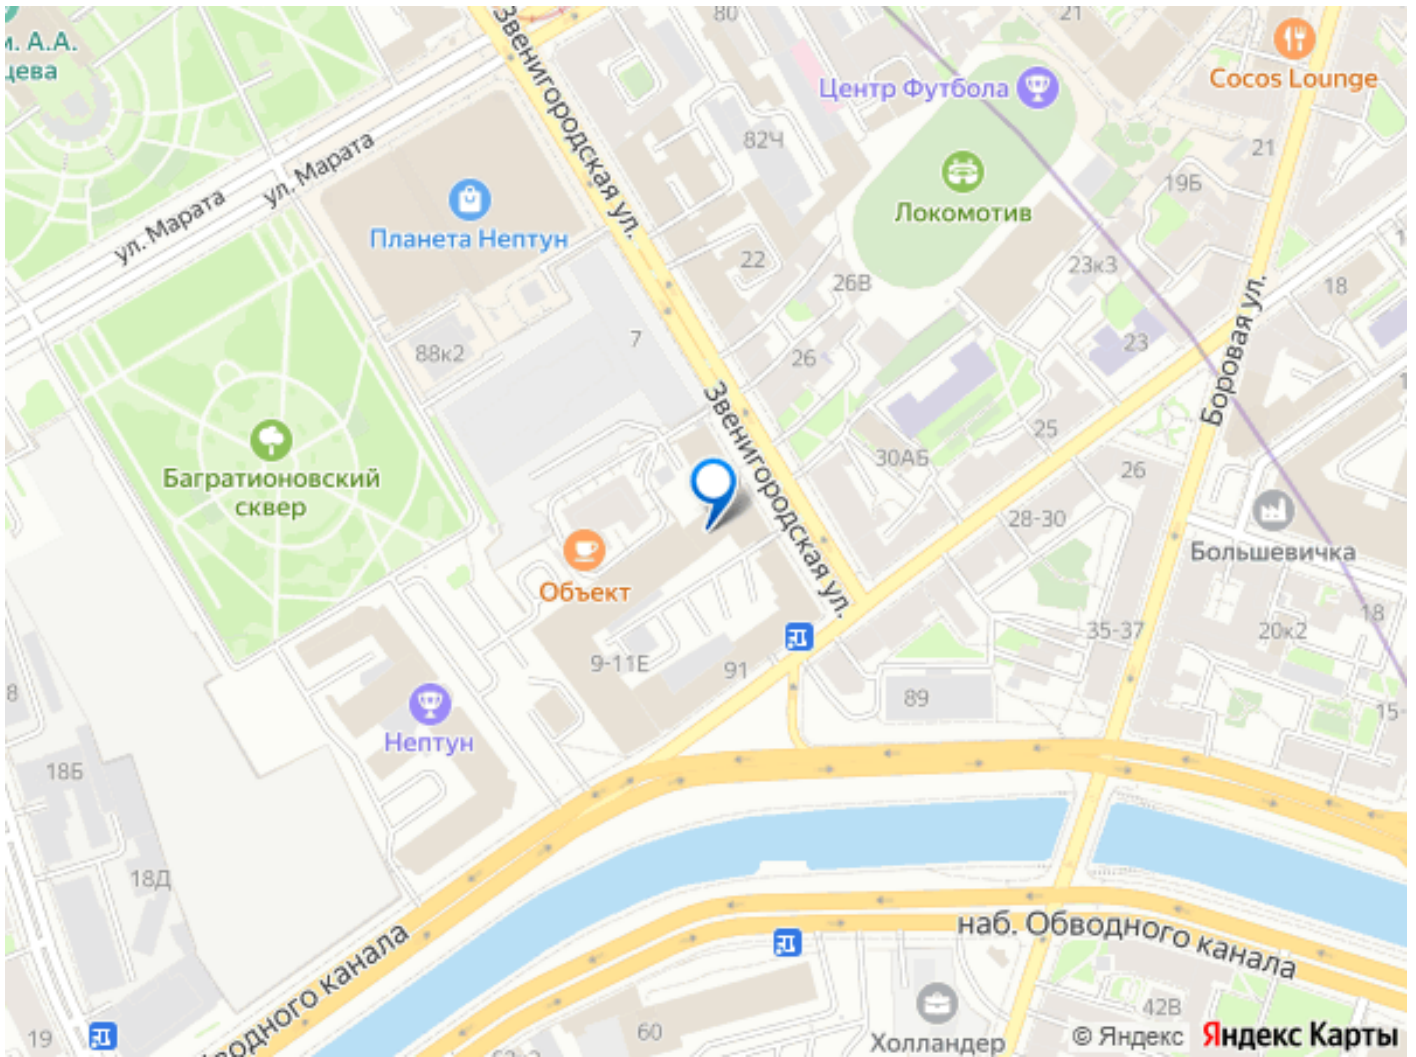 80
21
м. А.А.
цева
Cocos Lounge
Звенигородская ул.
Центр Футбола
ул. Марата
ул. Марата
82Ч
21
19Б
Локомотив
Планета Нептун
22
26В
23к3
18
7
88к2
26
23
Боровая ул.
Звенигородская ул.
25
30АБ
26
Багратионовский
сквер
28-30
Большевичка
Объект
9-11Е
91
35-37
18
20к2
89
15-
8
Нептун
18Б
18Д
наб. Обводного канала
водного канала
42В
19
60
Холландер
© Яндекс
Яндекс Карты